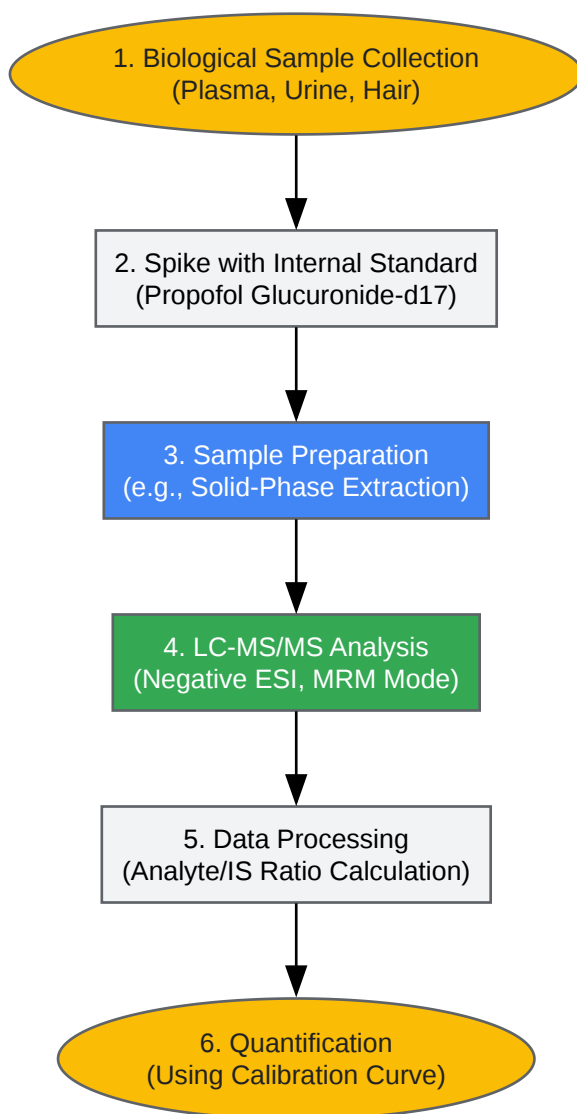 1. Biological Sample Collection
(Plasma, Urine, Hair)
2. Spike with Internal Standard
(Propofol Glucuronide-d17)
3. Sample Preparation
(e.g., Solid-Phase Extraction)
4. LC-MS/MS Analysis
(Negative ESI, MRM Mode)
5. Data Processing
(Analyte/IS Ratio Calculation)
6. Quantification
(Using Calibration Curve)